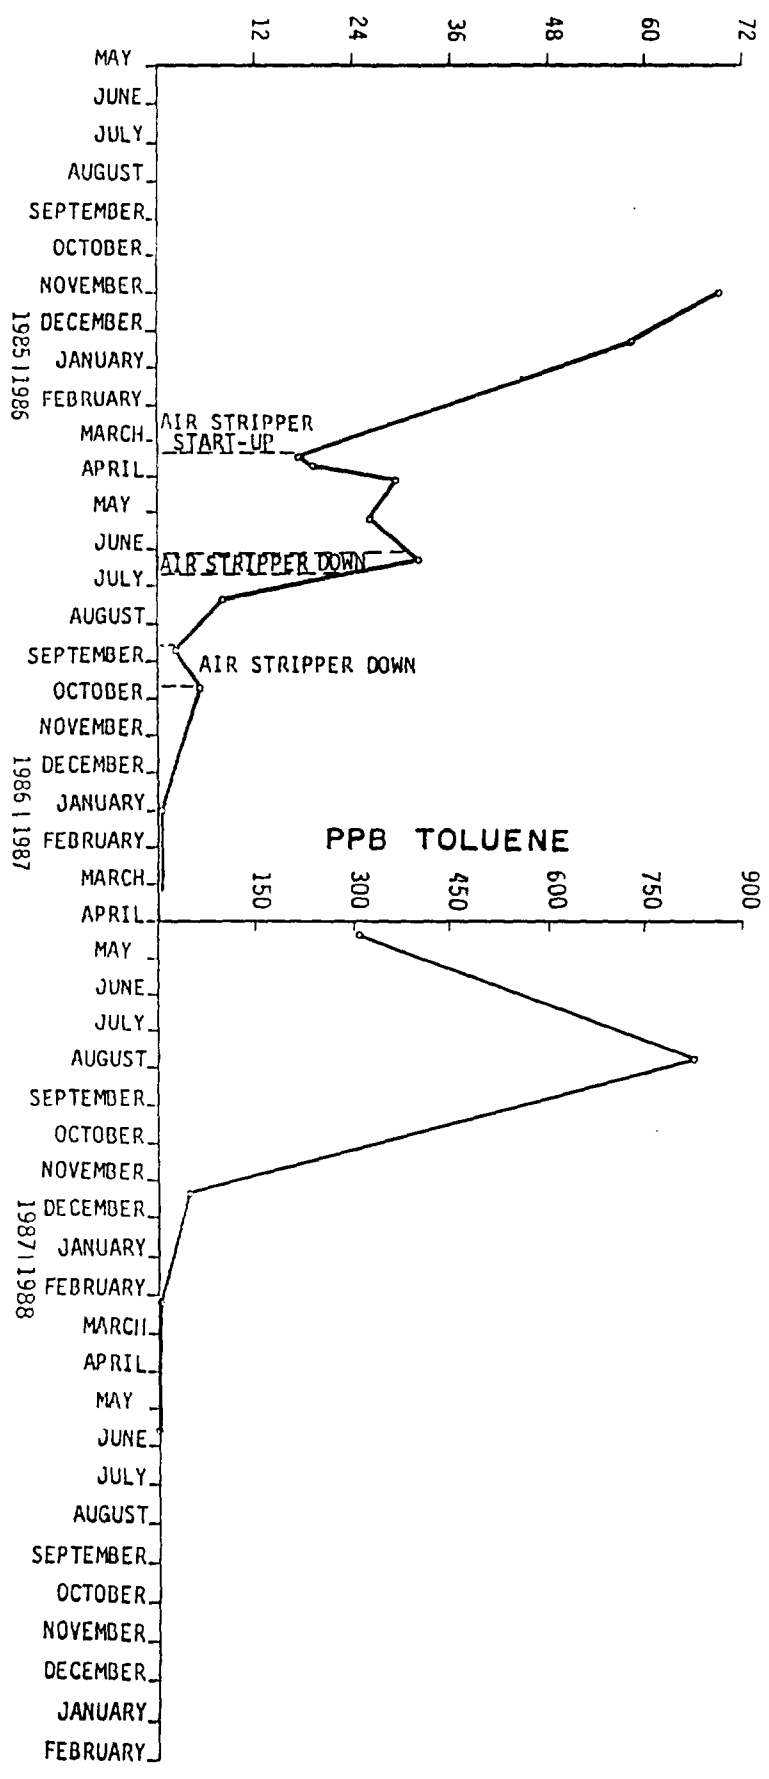 12 24 36 48 60 72
MAY
JUNE
JULY
AUGUST
SEPTEMBER
OCTOBER
NOVEMBER
DECEMBER
1985 | 1986
JANUARY
FEBRUARY
MARCH
AIR STRIPPER
START-UP
APRIL
MAY
JUNE
AIR STRIPPER DOWN
JULY
AUGUST
SEPTEMBER
AIR STRIPPER DOWN
OCTOBER
NOVEMBER
DECEMBER
1986 | 1987
JANUARY
FEBRUARY
PPB TOLUENE
MARCH
150 300 450 600 750 900
APRIL
MAY
JUNE
JULY
AUGUST
SEPTEMBER
OCTOBER
NOVEMBER
DECEMBER
1987 | 1988
JANUARY
FEBRUARY
MARCH
APRIL
MAY
JUNE
JULY
AUGUST
SEPTEMBER
OCTOBER
NOVEMBER
DECEMBER
JANUARY
FEBRUARY